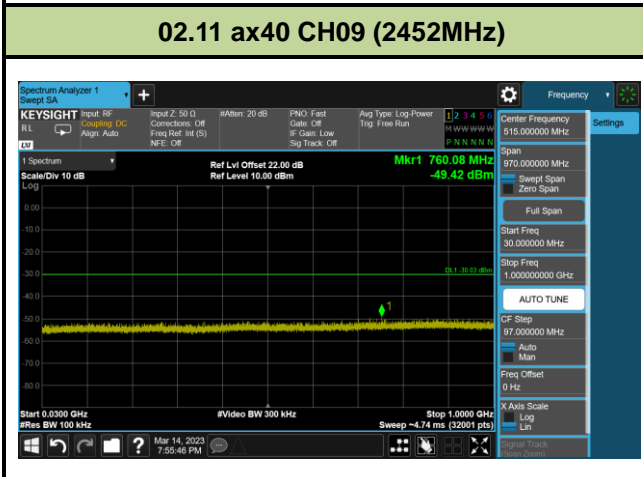 02.11 ax40 CH09 (2452MHz)
Spectrum Analyzer 1
Swept SA
+
Frequency
KEYSIGHT
RL
LXI
Input: RF
Coupling: DC
Align: Auto
Input Z: 50 Ω
Corrections: Off
Freq Ref: Int (S)
NFE: Off
#Atten: 20 dB
PNO: Fast
Gate: Off
IF Gain: Low
Sig Track: Off
Avg Type: Log-Power
Trig: Free Run
1 2 3 4 5 6
M W W W W W
P N N N N N
1 Spectrum
Scale/Div 10 dB
Log
Ref Lvl Offset 22.00 dB
Ref Level 10.00 dBm
Mkr1 760.08 MHz
-49.42 dBm
0.00
-10.0
-20.0
-30.0
-40.0
-50.0
-60.0
-70.0
-80.0
DL1 -30.03 dBm
1
Start 0.0300 GHz
#Res BW 100 kHz
#Video BW 300 kHz
Stop 1.0000 GHz
Sweep ~4.74 ms (32001 pts)
Center Frequency
515.000000 MHz
Settings
Span
970.000000 MHz
Swept Span
Zero Span
Full Span
Start Freq
30.000000 MHz
Stop Freq
1.000000000 GHz
AUTO TUNE
CF Step
97.000000 MHz
Auto
Man
Freq Offset
0 Hz
X Axis Scale
Log
Lin
Signal Track
(Span Zoom)
?
Mar 14, 2023
7:55:46 PM